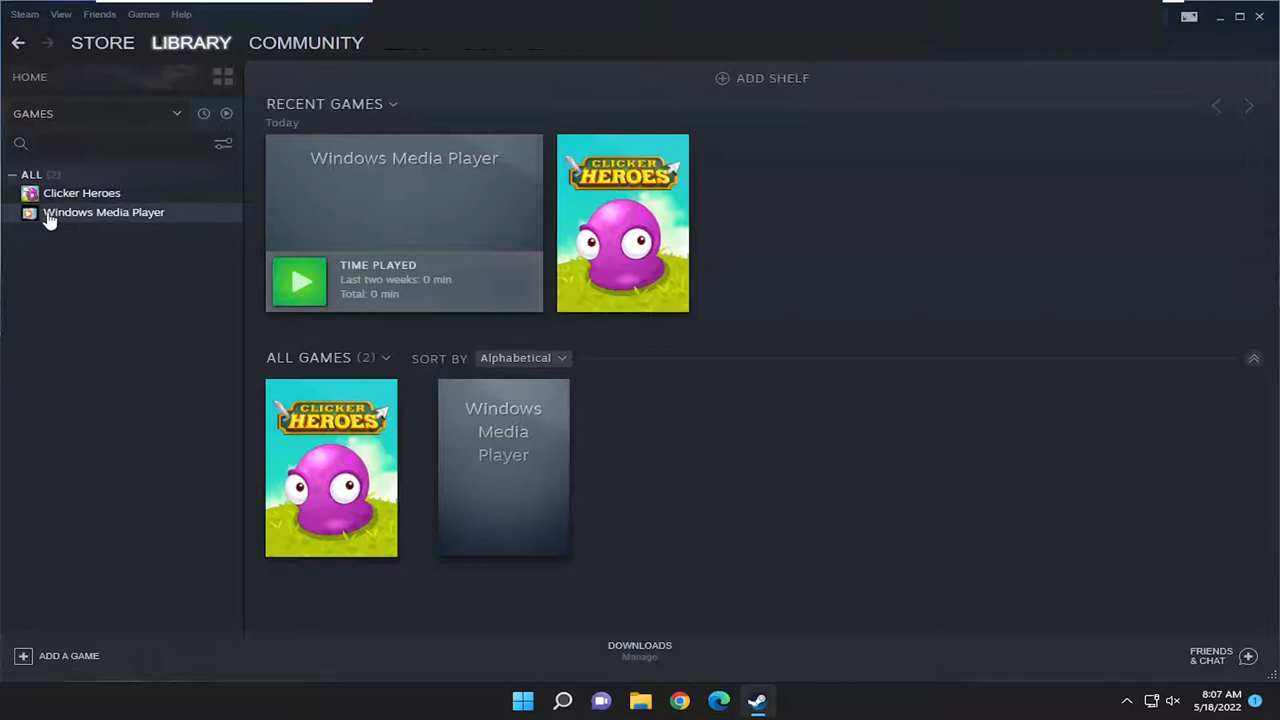 Steam View Friends Games Help
STORE LIBRARY COMMUNITY
HOME
ADD SHELF
GAMES
RECENT GAMES
Today
ALL (2)
Clicker Heroes
Windows Media Player
Windows Media Player
TIME PLAYED
Last two weeks: 0 min
Total: 0 min
CLICKER
HEROES
ALL GAMES (2) SORT BY Alphabetical
CLICKER
HEROES
Windows
Media
Player
ADD A GAME
DOWNLOADS
Manage
FRIENDS
& CHAT
8:07 AM
5/18/2022
1